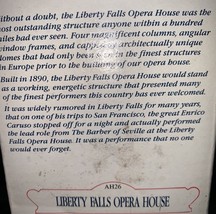 Without a doubt, the Liberty Falls Opera House was the
most outstanding structure anyone within a hundred
miles had ever seen. Four magnificent columns, angular
window frames, and capped architecturally unique
domes that had only been seen in the finest structures
in Europe prior to the building of our opera house.
Built in 1890, the Liberty Falls Opera House would stand
as a working, energetic structure that presented many
of the finest performers this country has ever welcomed.
It was widely rumored in Liberty Falls for many years,
that on one of his trips to San Francisco, the great Enrico
Caruso stopped off for a night and actually performed
the lead role from The Barber of Seville at the Liberty
Falls Opera House. It was a performance that no one
would ever forget.
AH26
LIBERTY FALLS OPERA HOUSE